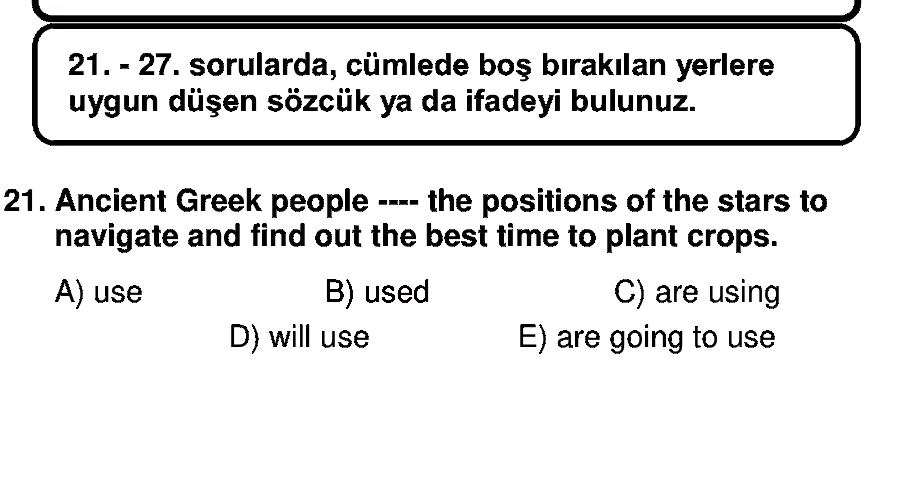 21. - 27. sorularda, cümlede boş bırakılan yerlere
uygun düşen sözcük ya da ifadeyi bulunuz.
21. Ancient Greek people ---- the positions of the stars to
navigate and find out the best time to plant crops.
A) use B) used C) are using
D) will use E) are going to use